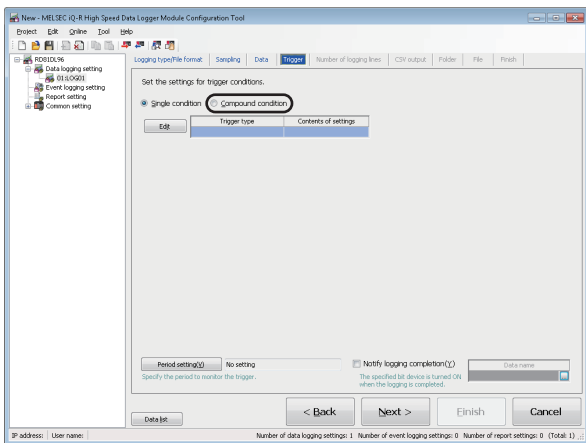 New - MELSEC iQ-R High Speed Data Logger Module Configuration Tool
Project Edit Online Tool Help
RD81DL96
Data logging setting
01:LOG01
Event logging setting
Report setting
Common setting
Logging type/File format Sampling Data Trigger Number of logging lines CSV output Folder File Finish
Set the settings for trigger conditions.
Single condition Compound condition
Edit Trigger type Contents of settings
Period setting(V) No setting Notify logging completion(Y) Data name
Specify the period to monitor the trigger. The specified bit device is turned ON
when the logging is completed.
Data list < Back Next > Finish Cancel
IP address: User name: Number of data logging settings: 1 Number of event logging settings: 0 Number of report settings: 0 (Total: 1)